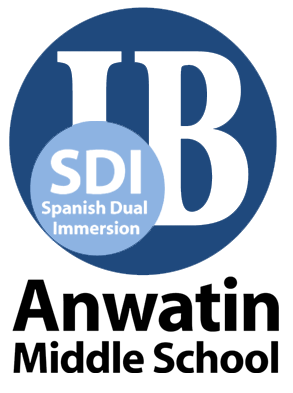 IB
SDI
Spanish Dual
Immersion
Anwatin
Middle School